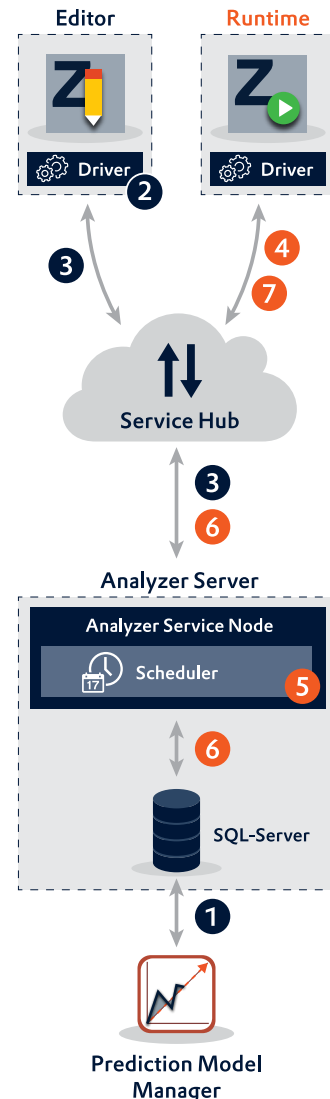 Editor
Runtime
Z
Z
Driver
2
Driver
3
4
7
Service Hub
3
6
Analyzer Server
Analyzer Service Node
17
Scheduler
5
6
SQL-Server
1
Prediction Model
Manager